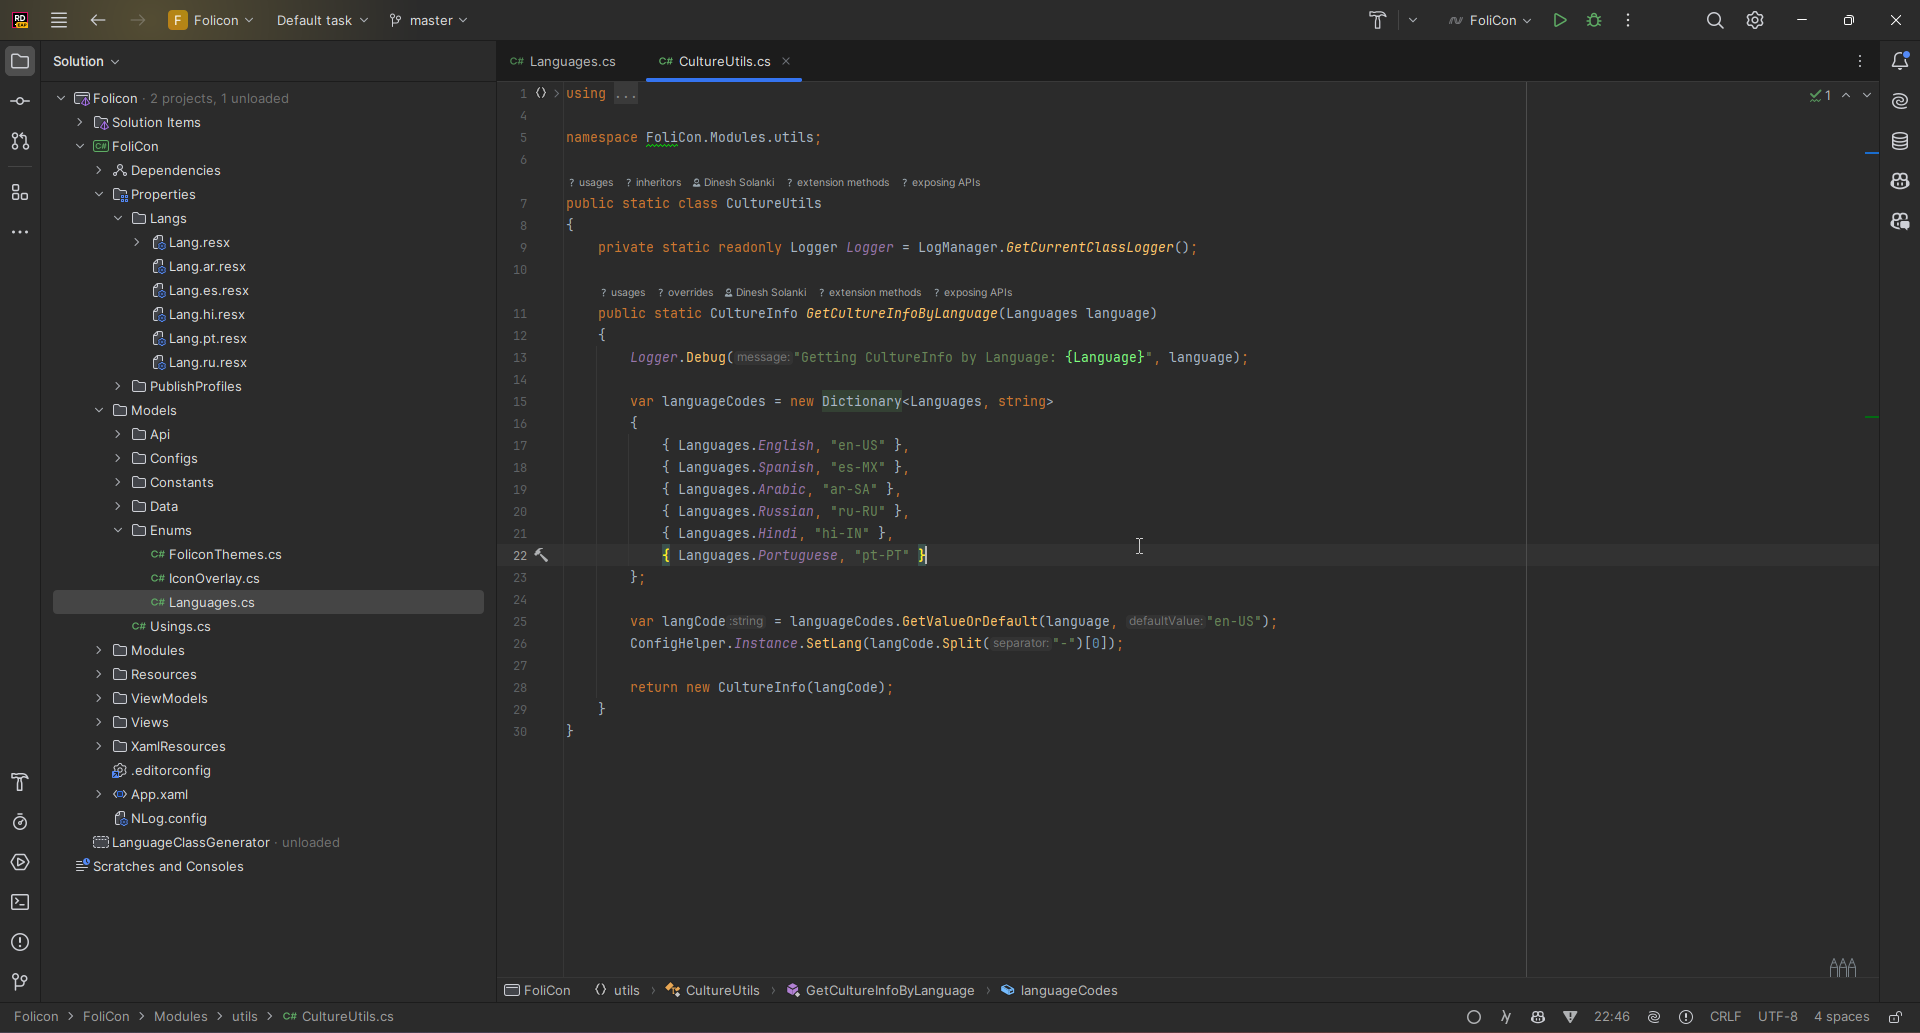 RD
F Folicon
Default task
master
FoliCon
Solution
Folicon · 2 projects, 1 unloaded
Solution Items
C# FoliCon
Dependencies
Properties
Langs
Lang.resx
Lang.ar.resx
Lang.es.resx
Lang.hi.resx
Lang.pt.resx
Lang.ru.resx
PublishProfiles
Models
Api
Configs
Constants
Data
Enums
C# FoliconThemes.cs
C# IconOverlay.cs
C# Languages.cs
C# Usings.cs
Modules
Resources
ViewModels
Views
XamlResources
.editorconfig
App.xaml
NLog.config
LanguageClassGenerator · unloaded
Scratches and Consoles
C# Languages.cs
C# CultureUtils.cs
1
1 using ...
4
5 namespace FoliCon.Modules.utils;
6
? usages ? inheritors Dinesh Solanki ? extension methods ? exposing APIs
7 public static class CultureUtils
8 {
9 private static readonly Logger Logger = LogManager.GetCurrentClassLogger();
10
? usages ? overrides Dinesh Solanki ? extension methods ? exposing APIs
11 public static CultureInfo GetCultureInfoByLanguage(Languages language)
12 {
13 Logger.Debug( message: "Getting CultureInfo by Language: {Language}", language);
14
15 var languageCodes = new Dictionary<Languages, string>
16 {
17 { Languages.English, "en-US" },
18 { Languages.Spanish, "es-MX" },
19 { Languages.Arabic, "ar-SA" },
20 { Languages.Russian, "ru-RU" },
21 { Languages.Hindi, "hi-IN" },
22 { Languages.Portuguese, "pt-PT" }
23 };
24
25 var langCode :string = languageCodes.GetValueOrDefault(language, defaultValue: "en-US");
26 ConfigHelper.Instance.SetLang(langCode.Split( separator: "-")[0]);
27
28 return new CultureInfo(langCode);
29 }
30 }
FoliCon utils CultureUtils GetCultureInfoByLanguage languageCodes
Folicon FoliCon Modules utils C# CultureUtils.cs
22:46 CRLF UTF-8 4 spaces